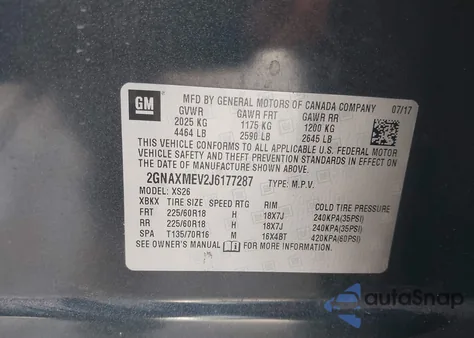 GM
MFD BY GENERAL MOTORS OF CANADA COMPANY 07/17
GVWR GAWR FRT GAWR RR
2025 KG 1175 KG 1200 KG
4464 LB 2590 LB 2645 LB
THIS VEHICLE CONFORMS TO ALL APPLICABLE U.S. FEDERAL MOTOR
VEHICLE SAFETY, BUMPER, AND THEFT PREVENTION STANDARDS IN EFFECT ON THE
DATE OF MANUFACTURE SHOWN ABOVE.
2GNAXMEV2J6177287 TYPE: M.P.V.
MODEL: XS26
XBKX TIRE SIZE SPEED RTG RIM COLD TIRE PRESSURE
FRT 225/60R18 H 18X7J 240KPA(35PSI)
RR 225/60R18 H 18X7J 240KPA(35PSI)
SPA T135/70R16 M 16X4BT 420KPA(60PSI)
SEE OWNER'S MANUAL FOR ADDITIONAL INFORMATION
autoSnap